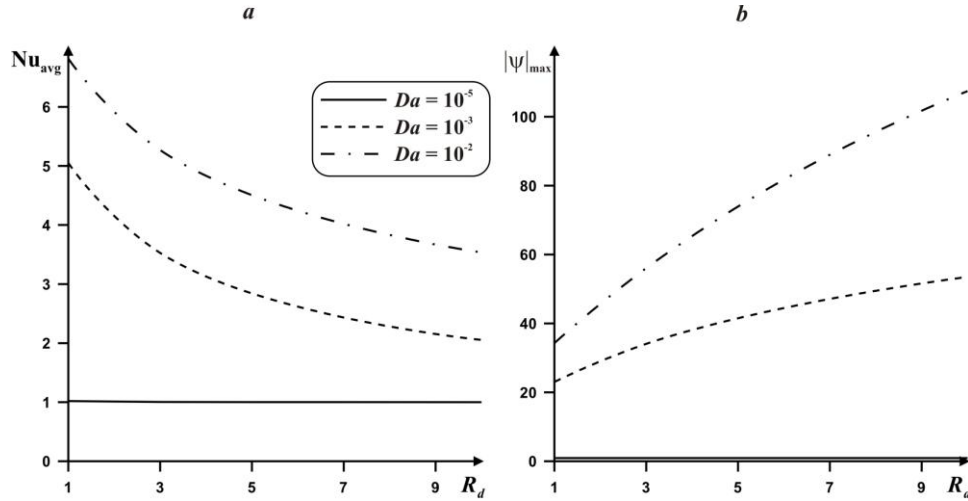 a
b
Nu_avg
|ψ|_max
Da = 10^-5
Da = 10^-3
Da = 10^-2
6
5
4
3
2
1
0
1 3 5 7 9 R_d
100
80
60
40
20
0
1 3 5 7 9 R_d